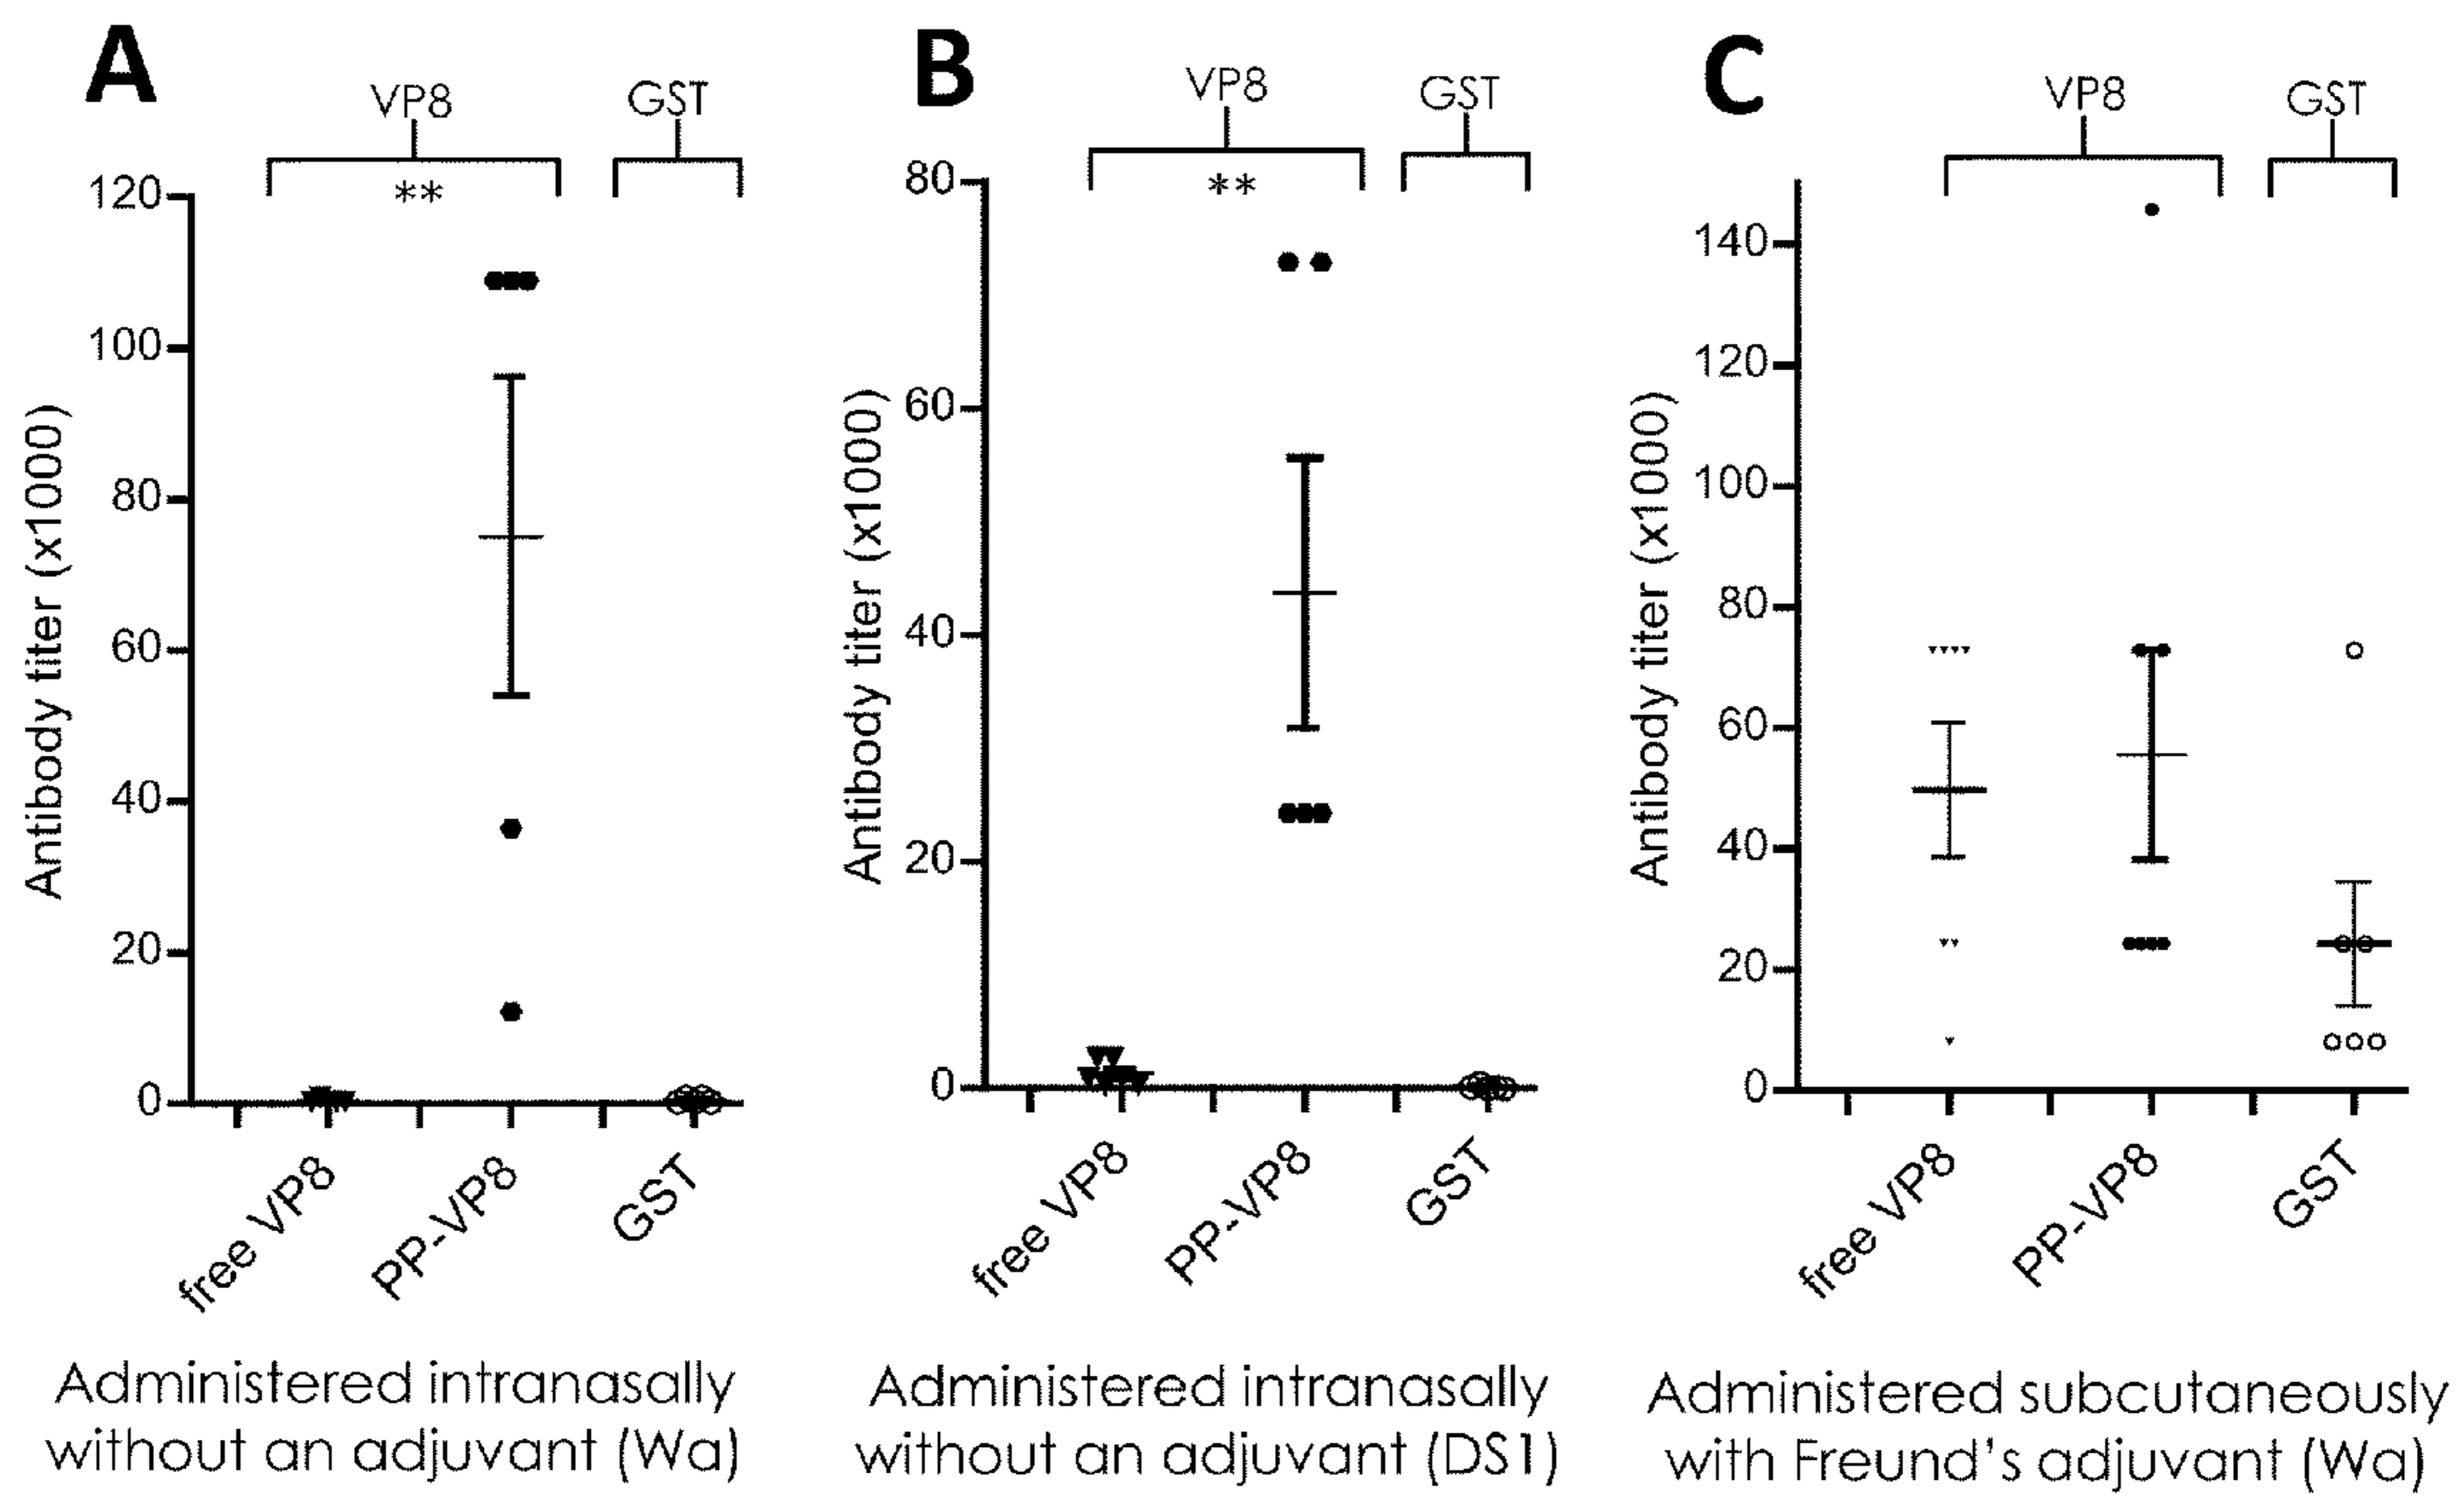 A
VP8
GST
**
120
100
80
60
40
20
0
Antibody titer (x1000)
free VP8
PP-VP8
GST
Administered intranasally
without an adjuvant (Wa)
B
VP8
GST
**
80
60
40
20
0
Antibody titer (x1000)
free VP8
PP-VP8
GST
Administered intranasally
without an adjuvant (DS1)
C
VP8
GST
140
120
100
80
60
40
20
0
Antibody titer (x1000)
free VP8
PP-VP8
GST
Administered subcutaneously
with Freund's adjuvant (Wa)